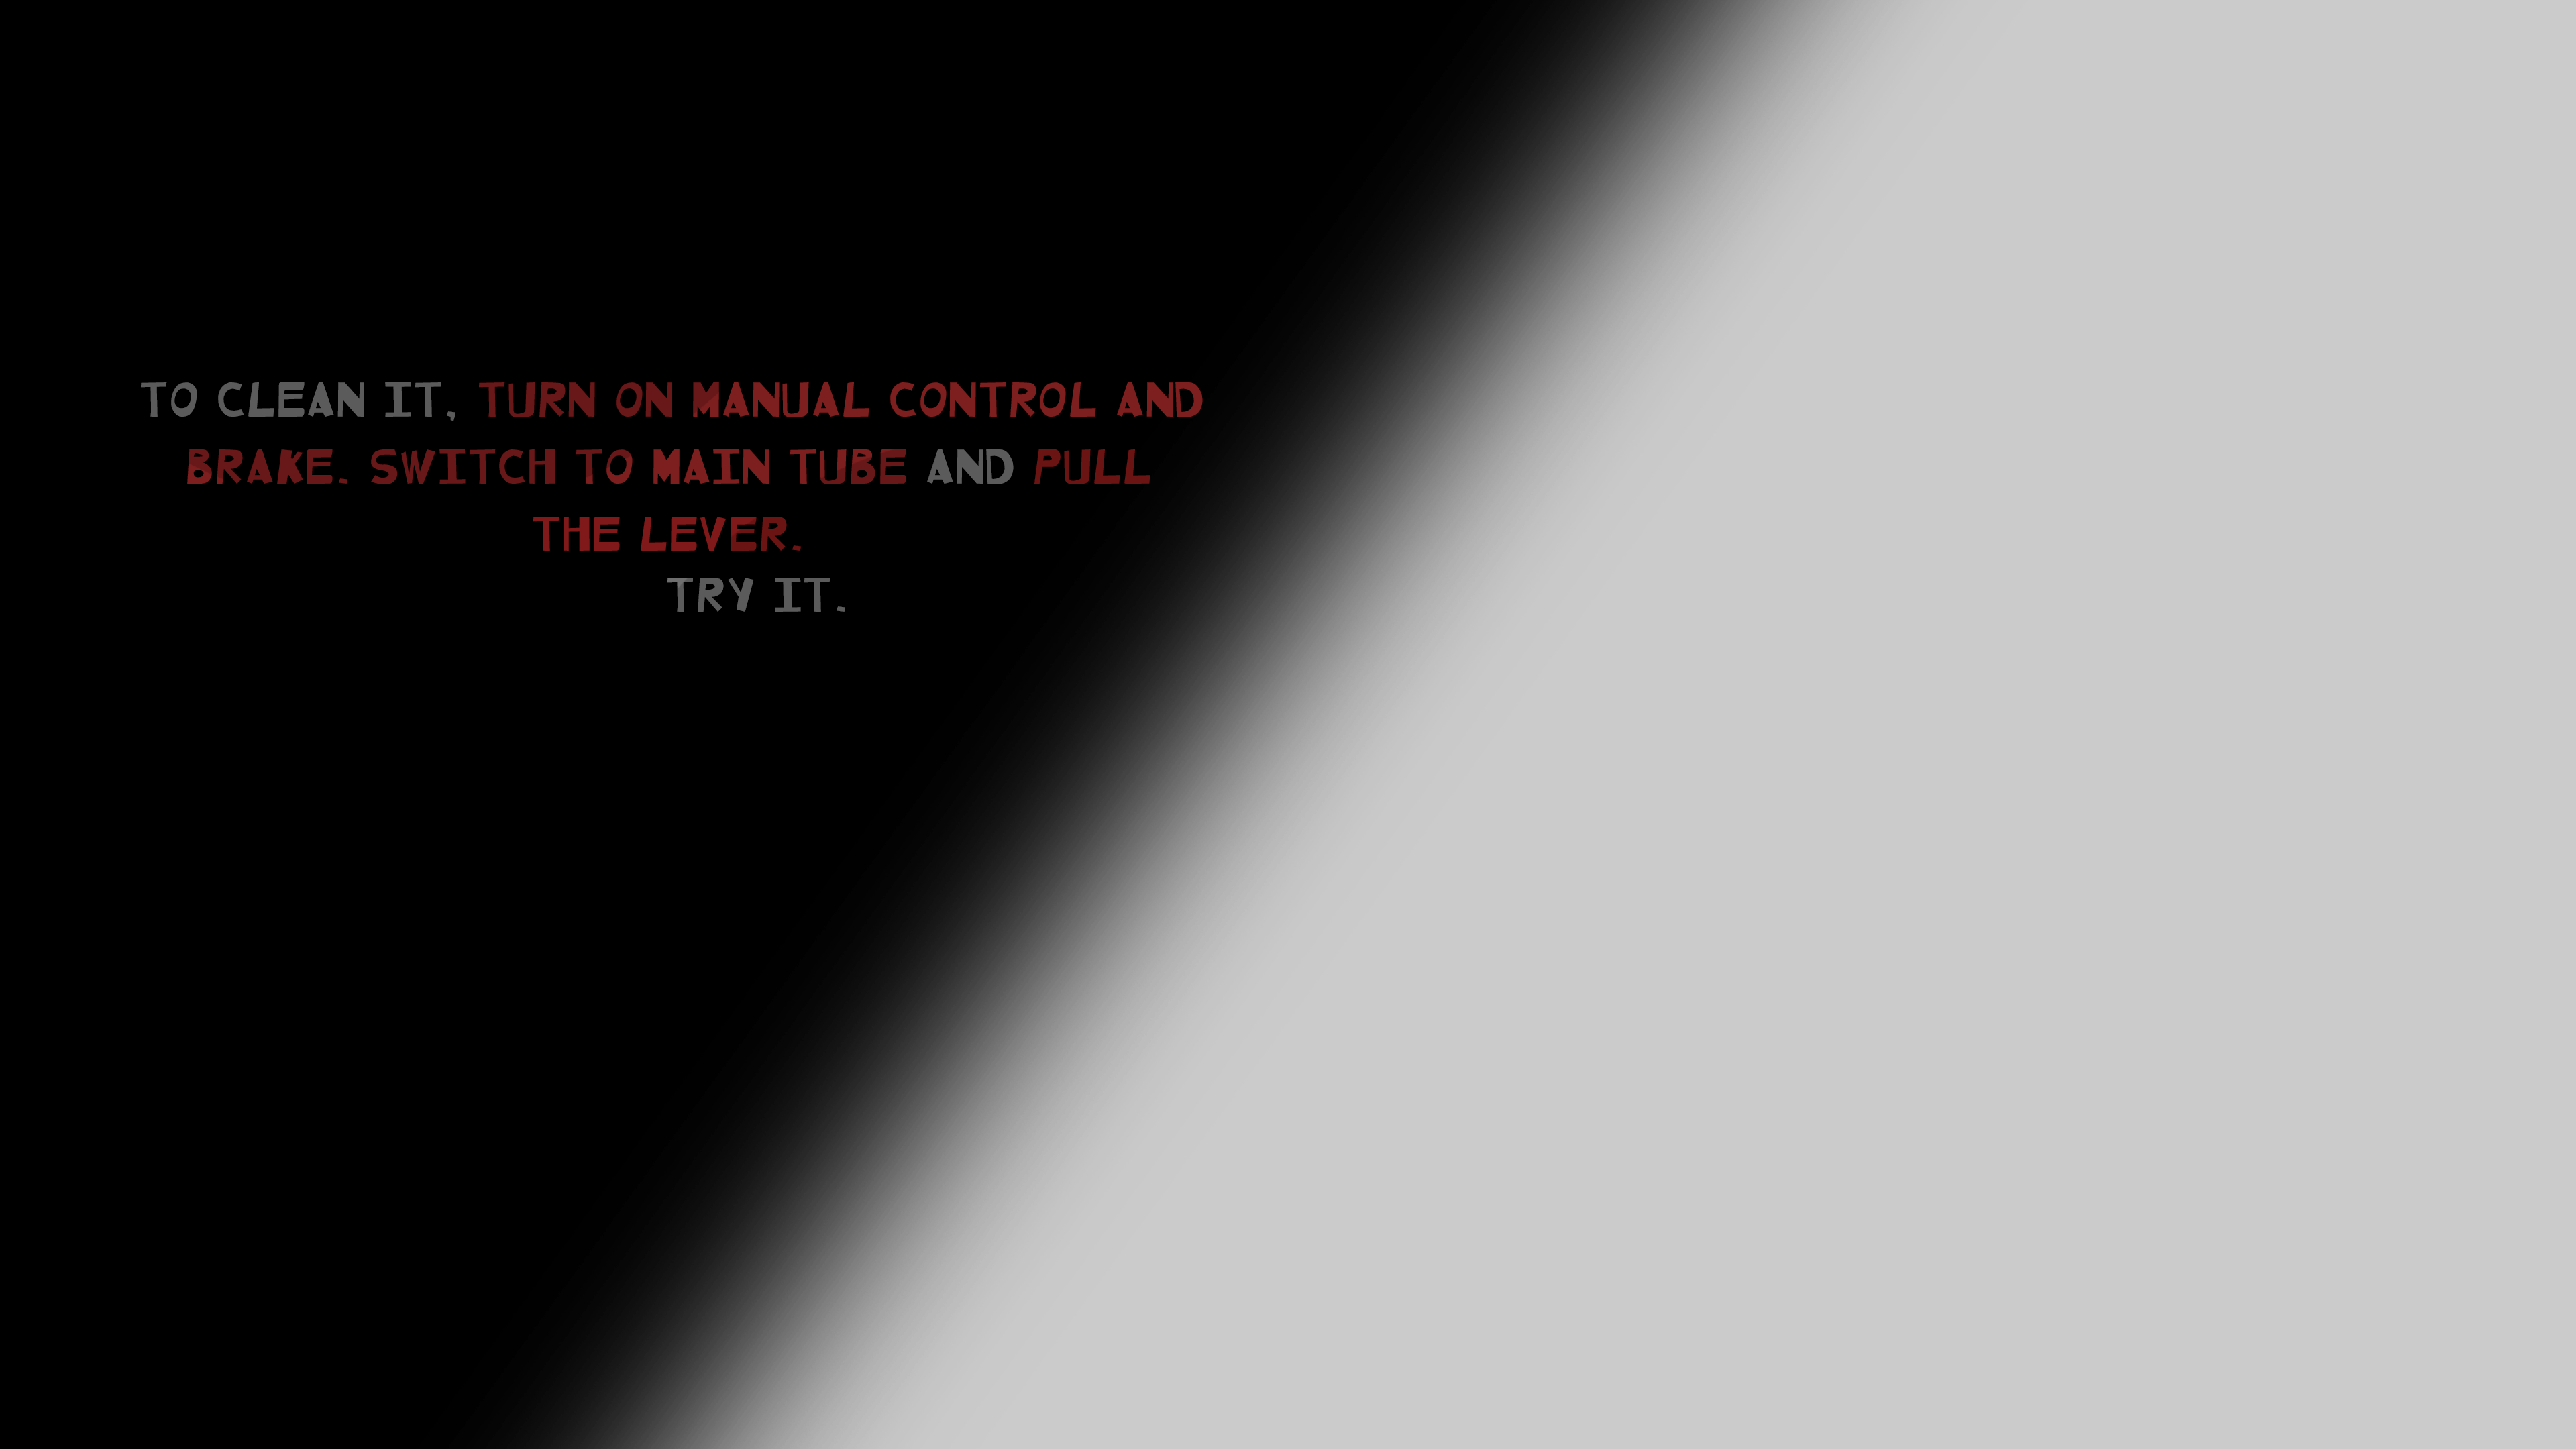 TO CLEAN IT, TURN ON MANUAL CONTROL AND
BRAKE. SWITCH TO MAIN TUBE AND PULL
THE LEVER.
TRY IT.